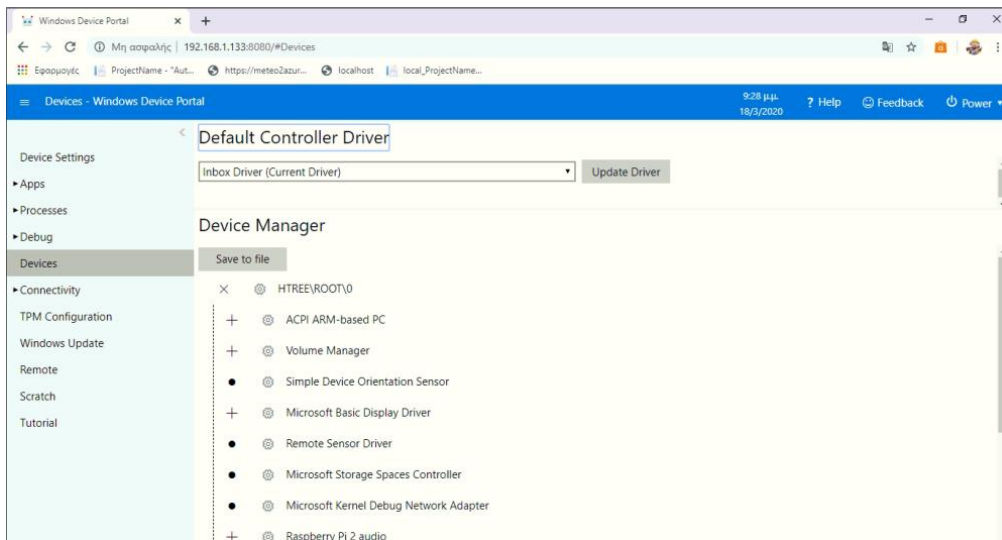 Windows Device Portal
Μη ασφαλής | 192.168.1.133:8080/#Devices
Εφαρμογές ProjectName - "Aut... https://meteo2azur... localhost local_ProjectName...
Devices - Windows Device Portal
9:28 μ.μ.
18/3/2020
? Help Feedback Power
Default Controller Driver
Inbox Driver (Current Driver) Update Driver
Device Settings
Apps
Processes
Debug
Devices
Connectivity
TPM Configuration
Windows Update
Remote
Scratch
Tutorial
Device Manager
Save to file
HTREE\ROOT\0
ACPI ARM-based PC
Volume Manager
Simple Device Orientation Sensor
Microsoft Basic Display Driver
Remote Sensor Driver
Microsoft Storage Spaces Controller
Microsoft Kernel Debug Network Adapter
Raspberry Pi 2 audio